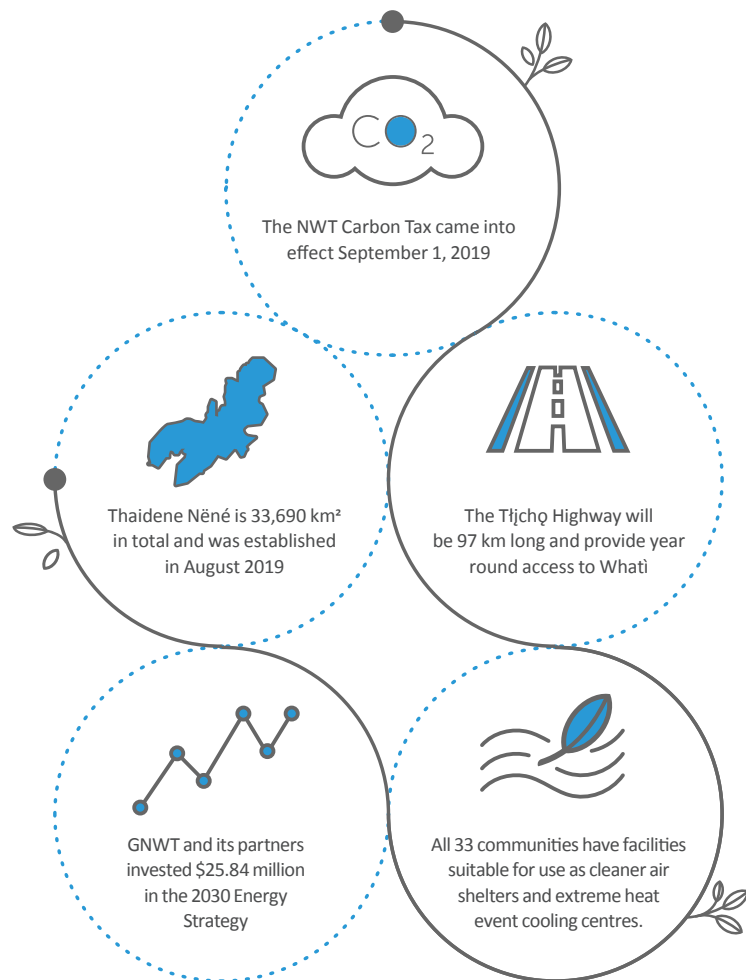 CO2
The NWT Carbon Tax came into
effect September 1, 2019
Thaidene Nëné is 33,690 km²
in total and was established
in August 2019
The Tłı̨chǫ Highway will
be 97 km long and provide year
round access to Whatì
GNWT and its partners
invested $25.84 million
in the 2030 Energy
Strategy
All 33 communities have facilities
suitable for use as cleaner air
shelters and extreme heat
event cooling centres.